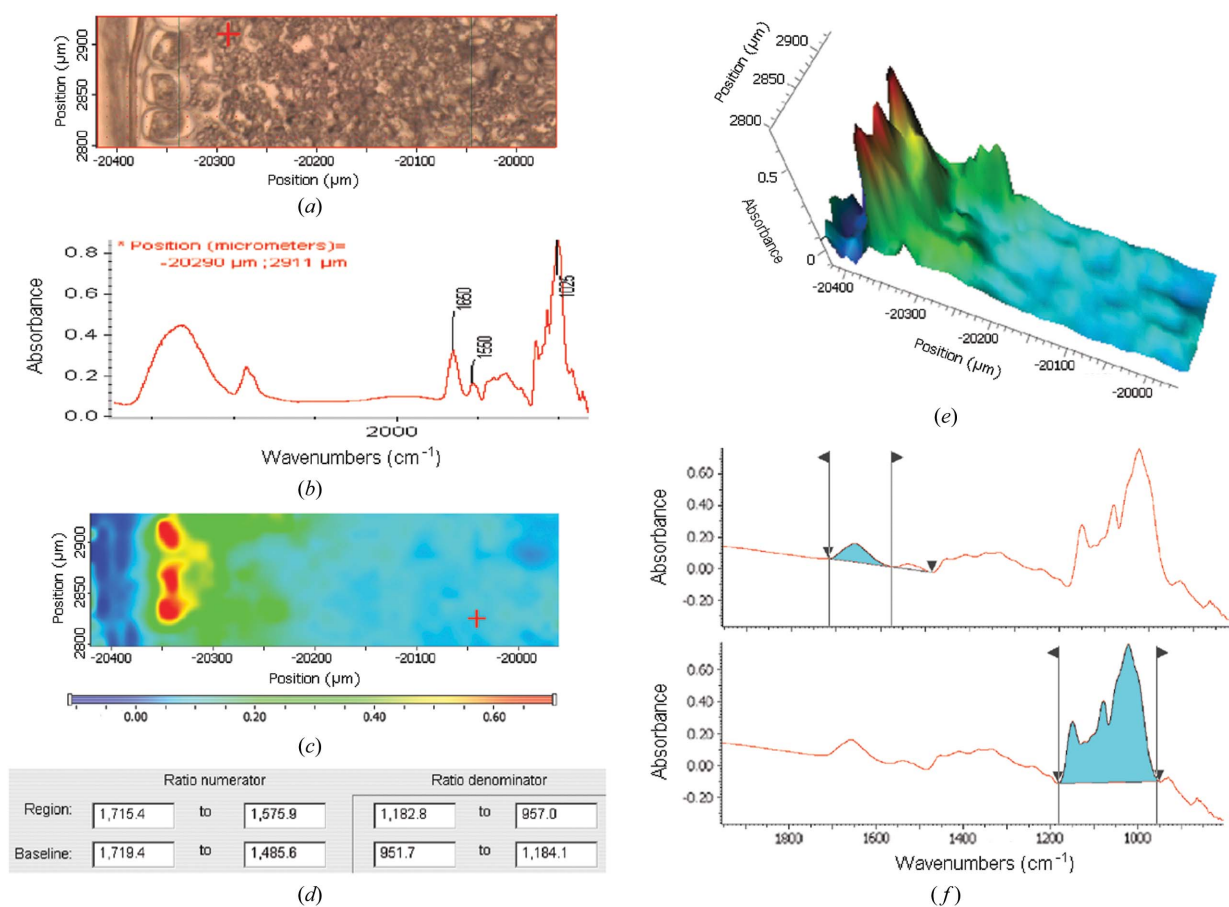 2900
2850
2800
Position (µm)
-20400 -20300 -20200 -20100 -20000
Position (µm)
(a)
* Position (micrometers)=
-20290 µm ;2911 µm
0.8
0.6
0.4
0.2
0.0
Absorbance
1650
1550
1025
2000
Wavenumbers (cm-1)
(b)
2900
2850
2800
Position (µm)
-20400 -20300 -20200 -20100 -20000
Position (µm)
0.00 0.20 0.40 0.60
(c)
Ratio numerator Ratio denominator
Region: 1,715.4 to 1,575.9 1,182.8 to 957.0
Baseline: 1,719.4 to 1,485.6 951.7 to 1,184.1
(d)
Position (µm)
2900
2850
2800
0.5
0
Absorbance
-20400
-20300
-20200
-20100
-20000
Position (µm)
(e)
0.60
0.40
0.20
0.00
-0.20
Absorbance
0.60
0.40
0.20
0.00
-0.20
Absorbance
1800 1600 1400 1200 1000
Wavenumbers (cm-1)
(f)